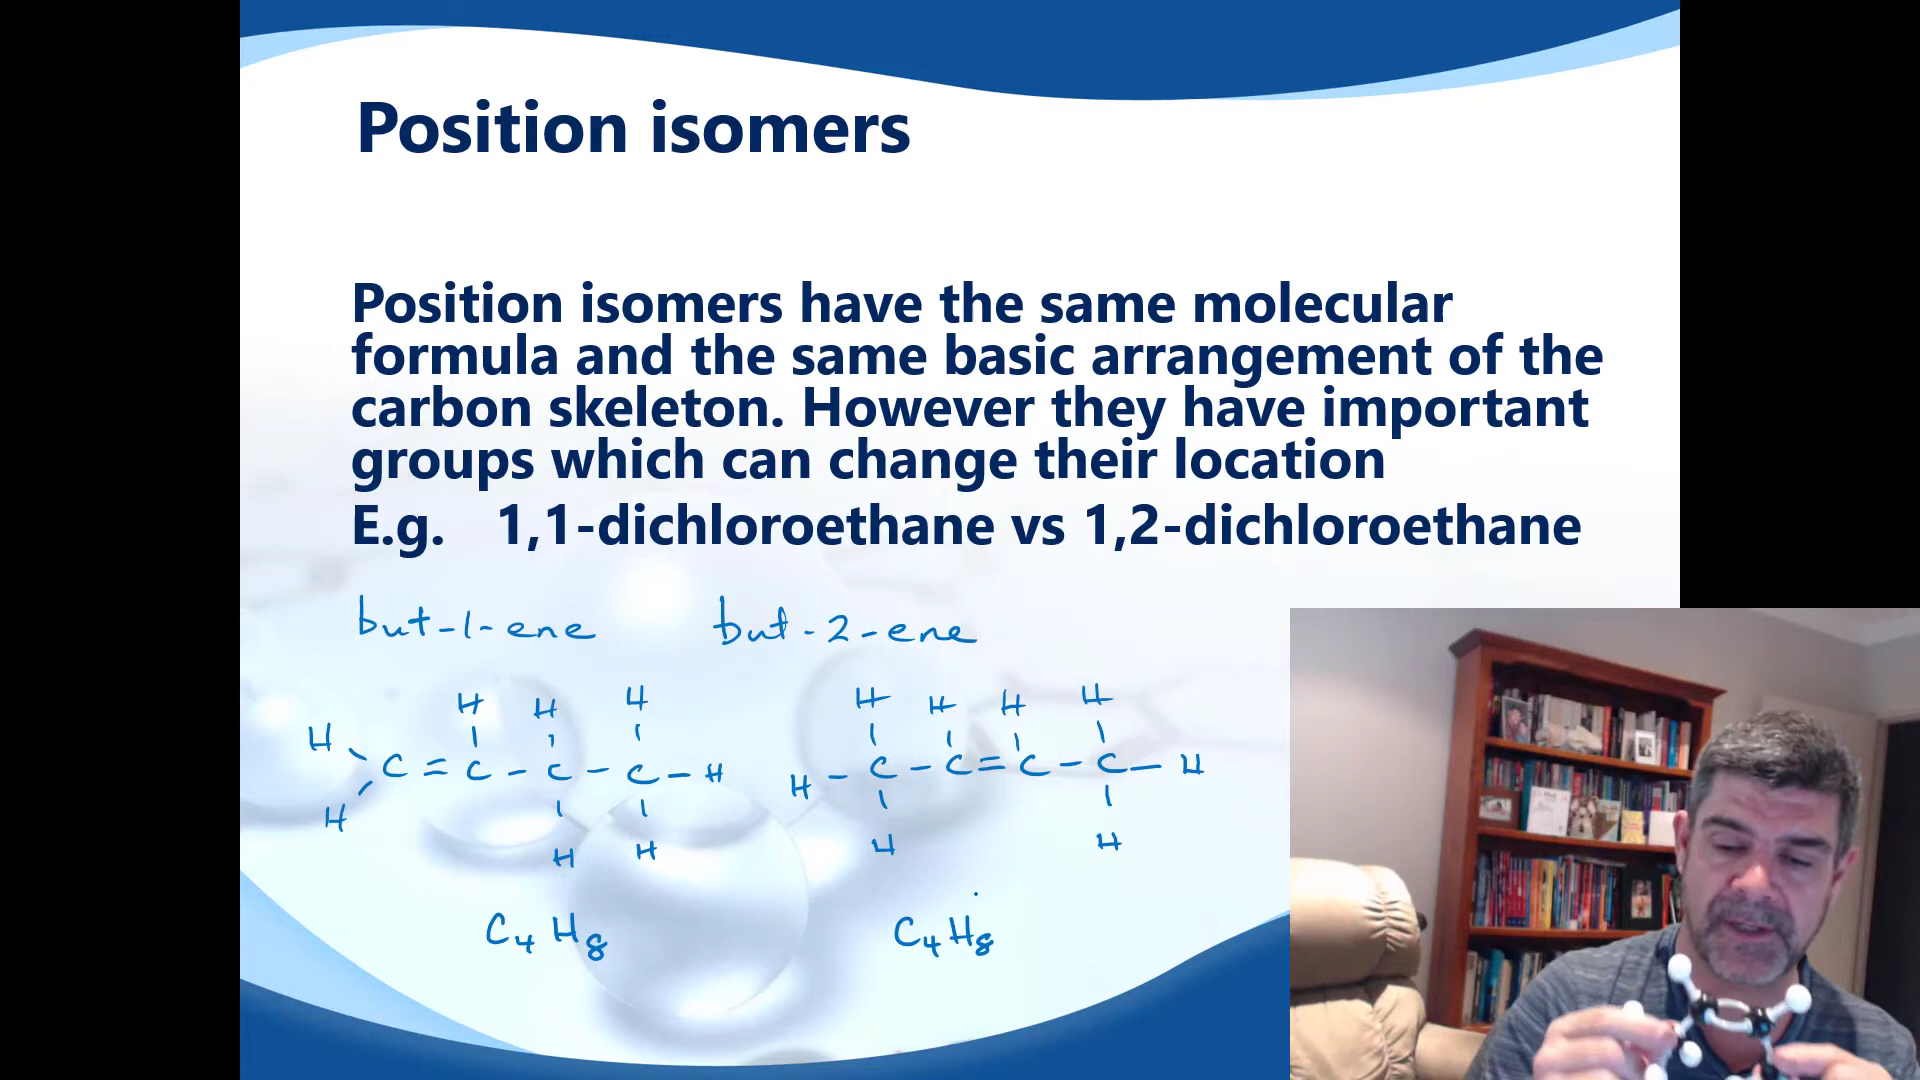 Position isomers
Position isomers have the same molecular
formula and the same basic arrangement of the
carbon skeleton. However they have important
groups which can change their location
E.g. 1,1-dichloroethane vs 1,2-dichloroethane
but-1-ene but-2-ene
H H H H H H H
H
C = C - C - C - H H - C - C = C - C - H
H
H H H H
C4H8 C4H8